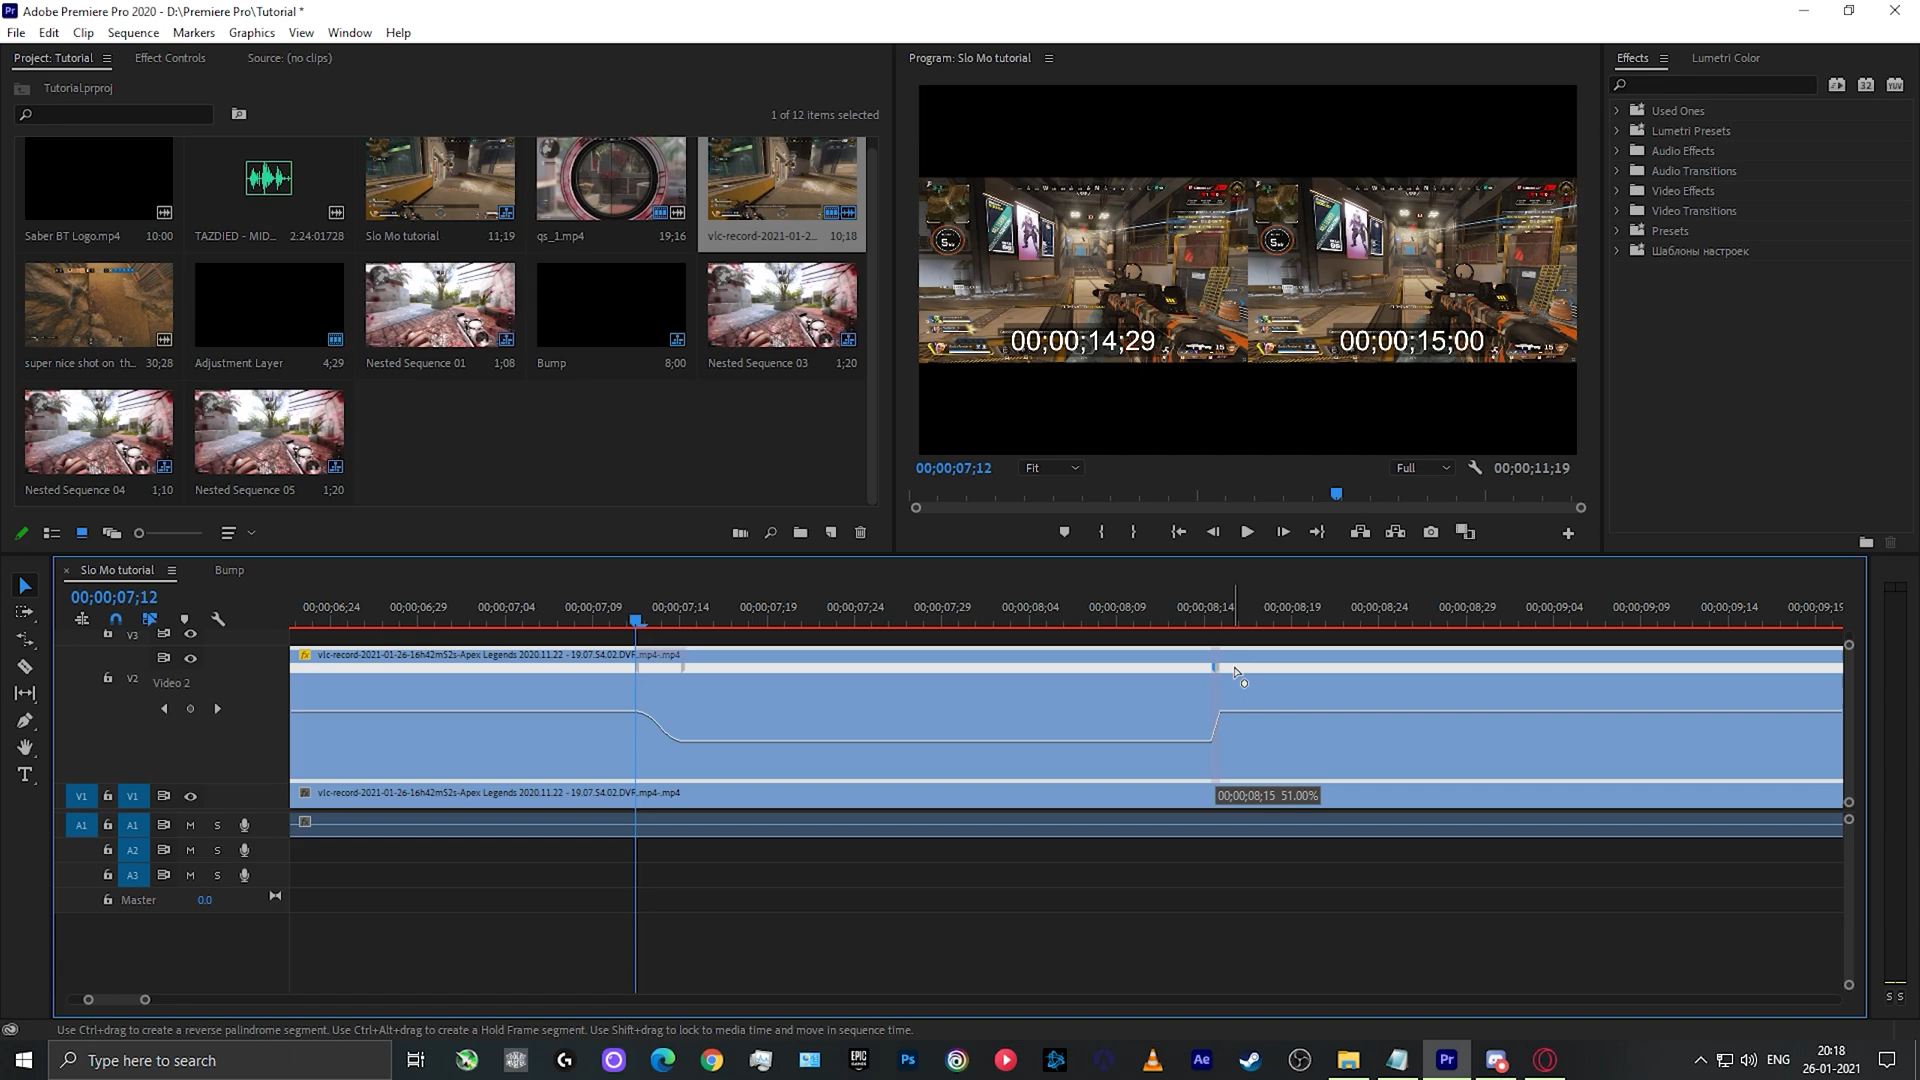 Adobe Premiere Pro 2020 - D:\Premiere Pro\Tutorial *
File Edit Clip Sequence Markers Graphics View Window Help
Project: Tutorial
Effect Controls
Source: (no clips)
Tutorial.prproj
1 of 12 items selected
Saber BT Logo.mp4 10:00
TAZDIED - MID... 2:24:01728
Slo Mo tutorial 11;19
qs_1.mp4 19;16
vlc-record-2021-01-2... 10;18
super nice shot on th... 30;28
Adjustment Layer 4;29
Nested Sequence 01 1;08
Bump 8;00
Nested Sequence 03 1;20
Nested Sequence 04 1;10
Nested Sequence 05 1;20
Program: Slo Mo tutorial
00;00;14;29
00;00;15;00
00;00;07;12
Fit
Full
00;00;11;19
Effects
Lumetri Color
32
YUV
Used Ones
Lumetri Presets
Audio Effects
Audio Transitions
Video Effects
Video Transitions
Presets
Шаблоны настроек
× Slo Mo tutorial
Bump
00;00;07;12
00;00;06;24 00;00;06;29 00;00;07;04 00;00;07;09 00;00;07;14 00;00;07;19 00;00;07;24 00;00;07;29 00;00;08;04 00;00;08;09 00;00;08;14 00;00;08;19 00;00;08;24 00;00;08;29 00;00;09;04 00;00;09;09 00;00;09;14 00;00;09;19
V3
fx vlc-record-2021-01-26-16h42m52s-Apex Legends 2020.11.22 - 19.07.54.02.DVR.mp4-.mp4
V2
Video 2
V1 V1
fx vlc-record-2021-01-26-16h42m52s-Apex Legends 2020.11.22 - 19.07.54.02.DVR.mp4-.mp4
00;00;08;15 51.00%
A1 A1 M S
A2 M S
A3 M S
Master 0.0
S S
Use Ctrl+drag to create a reverse palindrome segment. Use Ctrl+Alt+drag to create a Hold Frame segment. Use Shift+drag to lock to media time and move in sequence time.
Type here to search
EPIC GAMES
Ps
Ae
Pr
ENG
20:18
26-01-2021